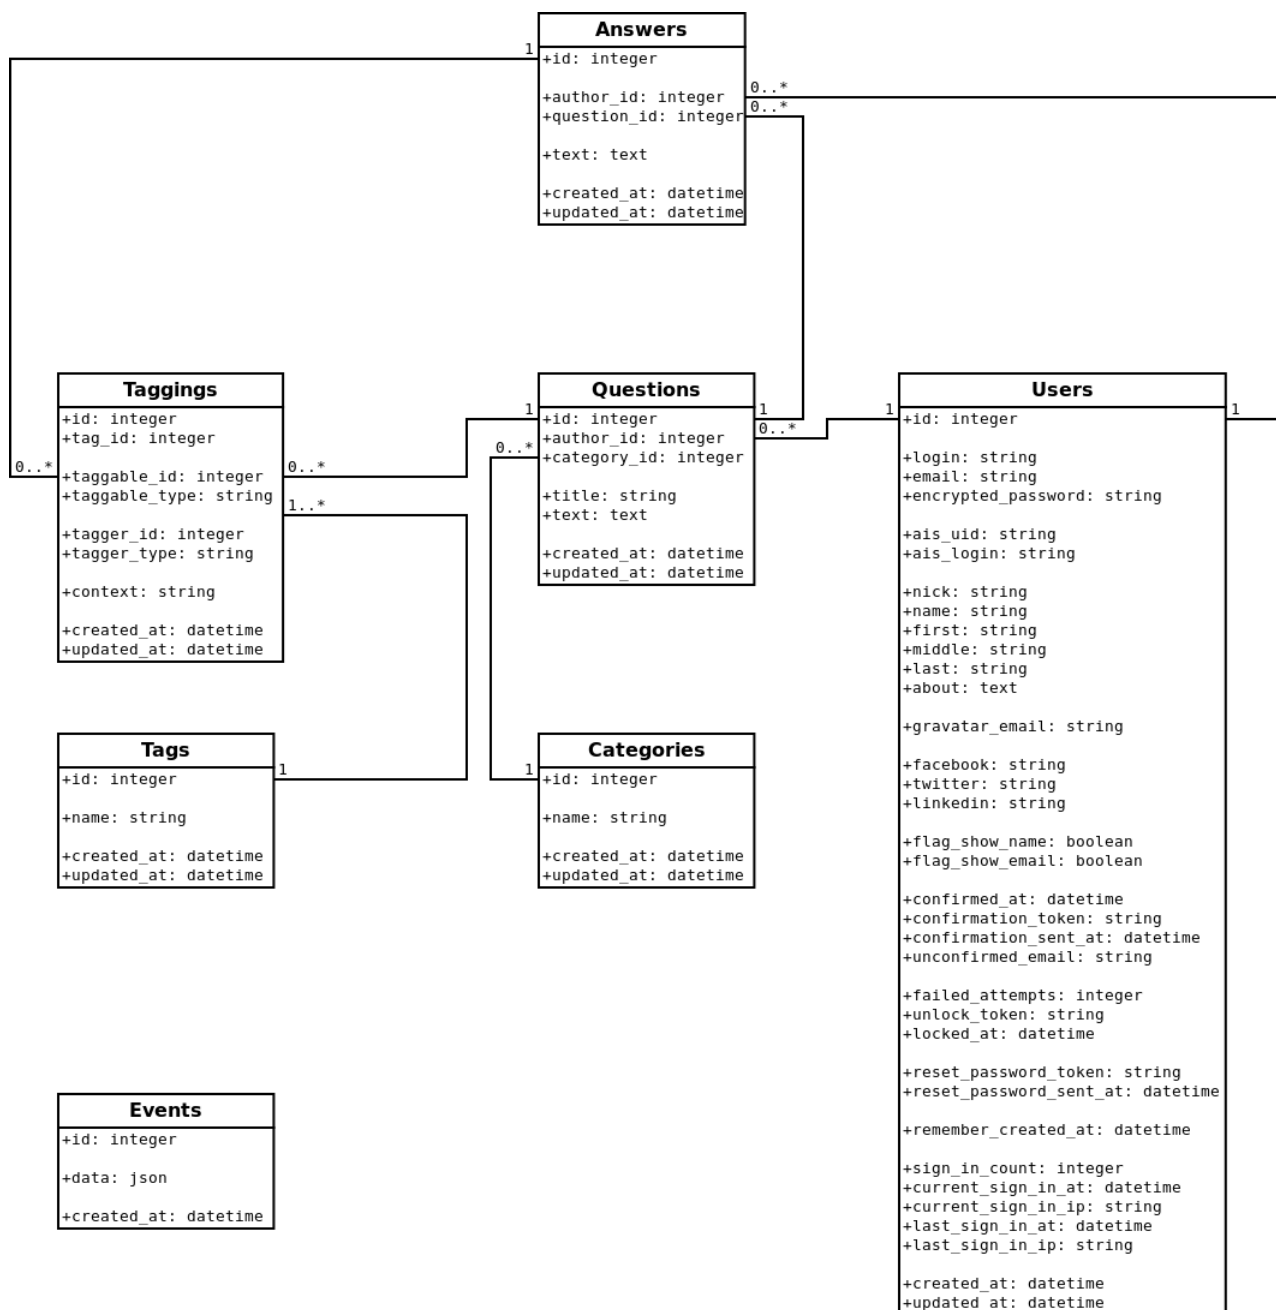 Answers
1
+id: integer
+author_id: integer
0..*
+question_id: integer
0..*
+text: text
+created_at: datetime
+updated_at: datetime
Taggings
+id: integer
+tag_id: integer
0..*
+taggable_id: integer
0..*
+taggable_type: string
1..*
+tagger_id: integer
+tagger_type: string
+context: string
+created_at: datetime
+updated_at: datetime
Questions
1
+id: integer
1
+author_id: integer
0..*
0..*
+category_id: integer
+title: string
+text: text
+created_at: datetime
+updated_at: datetime
Users
1
+id: integer
1
+login: string
+email: string
+encrypted_password: string
+ais_uid: string
+ais_login: string
+nick: string
+name: string
+first: string
+middle: string
+last: string
+about: text
+gravatar_email: string
+facebook: string
+twitter: string
+linkedin: string
+flag_show_name: boolean
+flag_show_email: boolean
+confirmed_at: datetime
+confirmation_token: string
+confirmation_sent_at: datetime
+unconfirmed_email: string
+failed_attempts: integer
+unlock_token: string
+locked_at: datetime
+reset_password_token: string
+reset_password_sent_at: datetime
+remember_created_at: datetime
+sign_in_count: integer
+current_sign_in_at: datetime
+current_sign_in_ip: string
+last_sign_in_at: datetime
+last_sign_in_ip: string
+created_at: datetime
+updated_at: datetime
Tags
+id: integer
1
+name: string
+created_at: datetime
+updated_at: datetime
Categories
1
+id: integer
+name: string
+created_at: datetime
+updated_at: datetime
Events
+id: integer
+data: json
+created_at: datetime